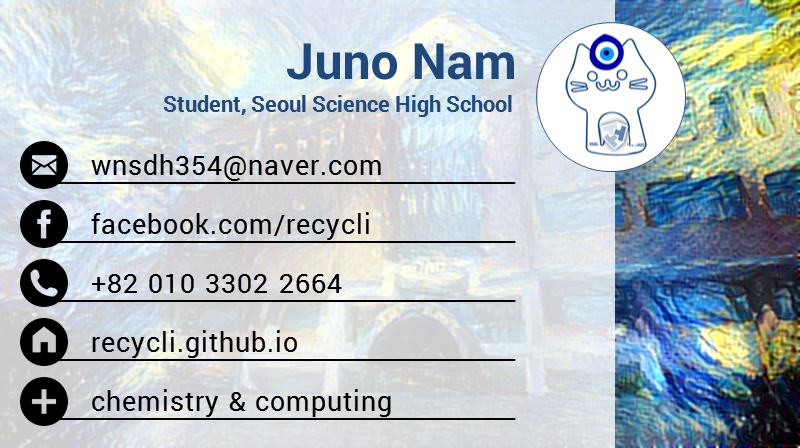 Juno Nam
Student, Seoul Science High School
wnsdh354@naver.com
facebook.com/recycli
+82 010 3302 2664
recycli.github.io
chemistry & computing